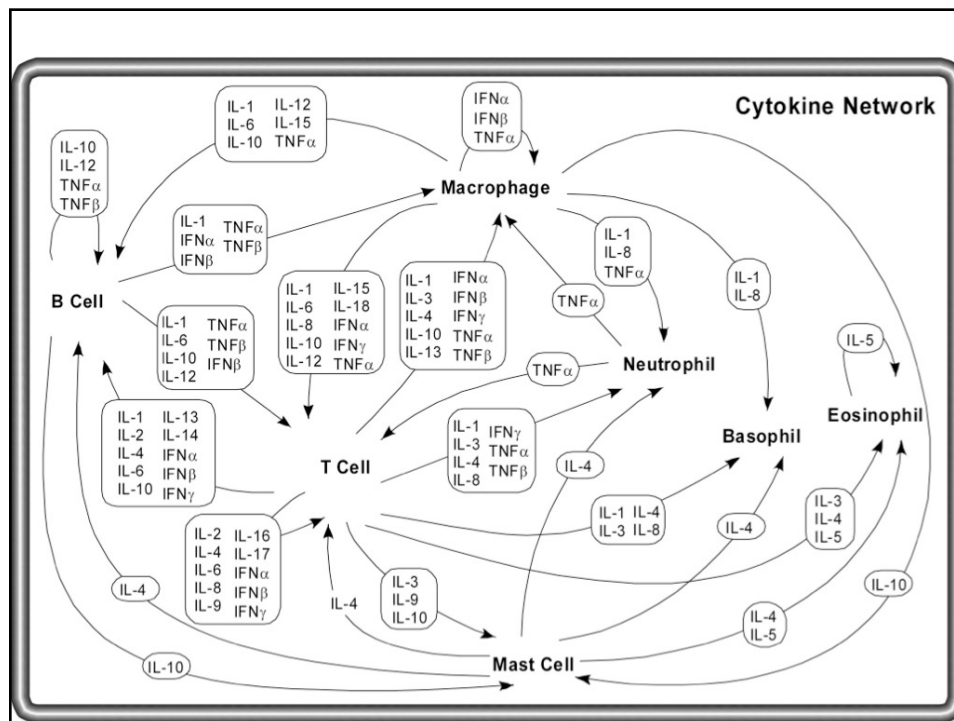 Cytokine Network
IFNα
IFNβ
TNFα
IL-1 IL-12
IL-6 IL-15
IL-10 TNFα
IL-10
IL-12
TNFα
TNFβ
Macrophage
IL-1 TNFα
IFNα TNFβ
IFNβ
IL-1
IL-8
TNFα
IL-1
IL-8
B Cell
IL-1 IL-15
IL-6 IL-18
IL-8 IFNα
IL-10 IFNγ
IL-12 TNFα
IL-1 IFNα
IL-3 IFNβ
IL-4 IFNγ
IL-10 TNFα
IL-13 TNFβ
TNFα
IL-1 TNFα
IL-6 TNFβ
IL-10 IFNβ
IL-12
TNFα
Neutrophil
IL-5
Eosinophil
IL-1 IL-13
IL-2 IL-14
IL-4 IFNα
IL-6 IFNβ
IL-10 IFNγ
T Cell
IL-1 IFNγ
IL-3 TNFα
IL-4 TNFβ
IL-8
Basophil
IL-4
IL-1 IL-4
IL-3 IL-8
IL-4
IL-3
IL-4
IL-5
IL-2 IL-16
IL-4 IL-17
IL-6 IFNα
IL-8 IFNβ
IL-9 IFNγ
IL-4
IL-4
IL-3
IL-9
IL-10
IL-10
IL-4
IL-5
IL-10
Mast Cell